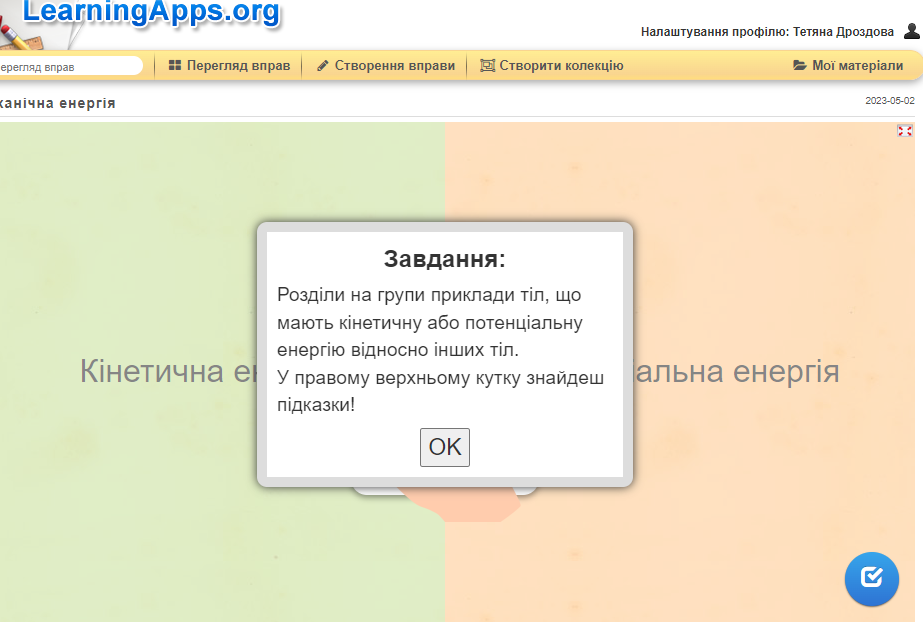 LearningApps.org
Налаштування профілю: Тетяна Дроздова
ерегляд вправ
Перегляд вправ
Створення вправи
Створити колекцію
Мої матеріали
канічна енергія
2023-05-02
Завдання:
Розділи на групи приклади тіл, що
мають кінетичну або потенціальну
енергію відносно інших тіл.
У правому верхньому кутку знайдеш
підказки!
OK
Кінетична ен
альна енергія